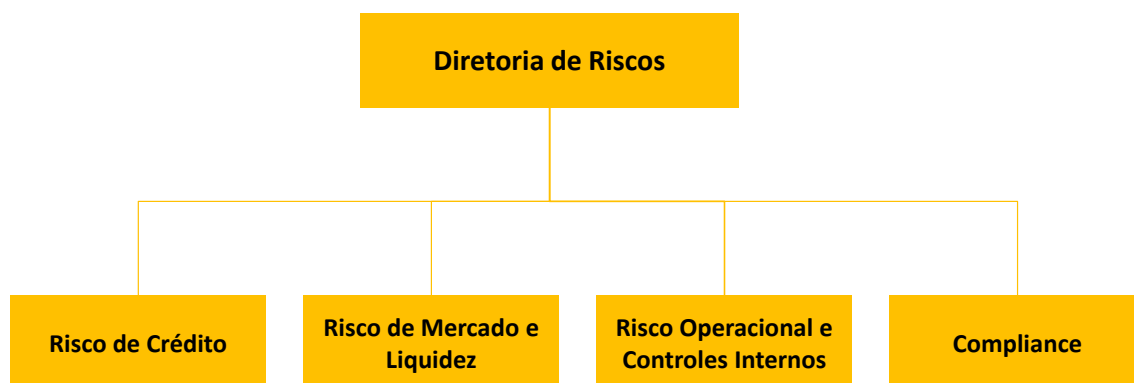 Diretoria de Riscos
Risco de Crédito
Risco de Mercado e
Liquidez
Risco Operacional e
Controles Internos
Compliance